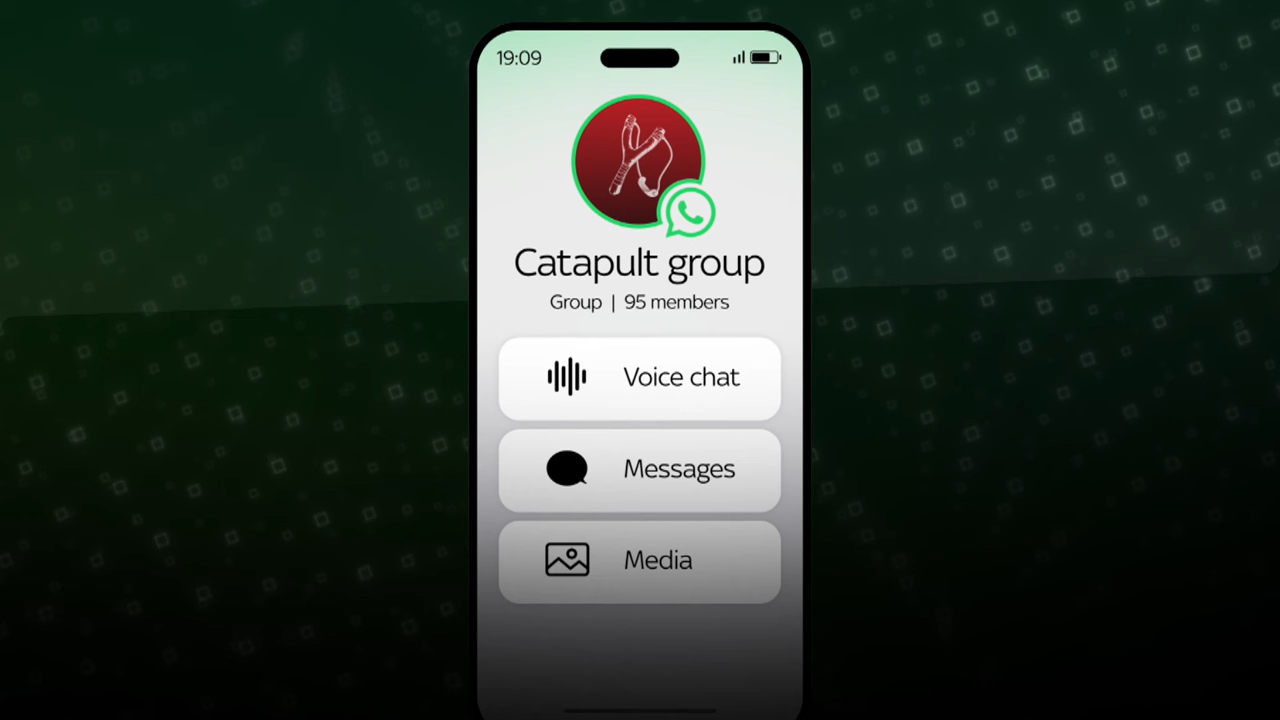 19:09
Catapult group
Group | 95 members
Voice chat
Messages
Media